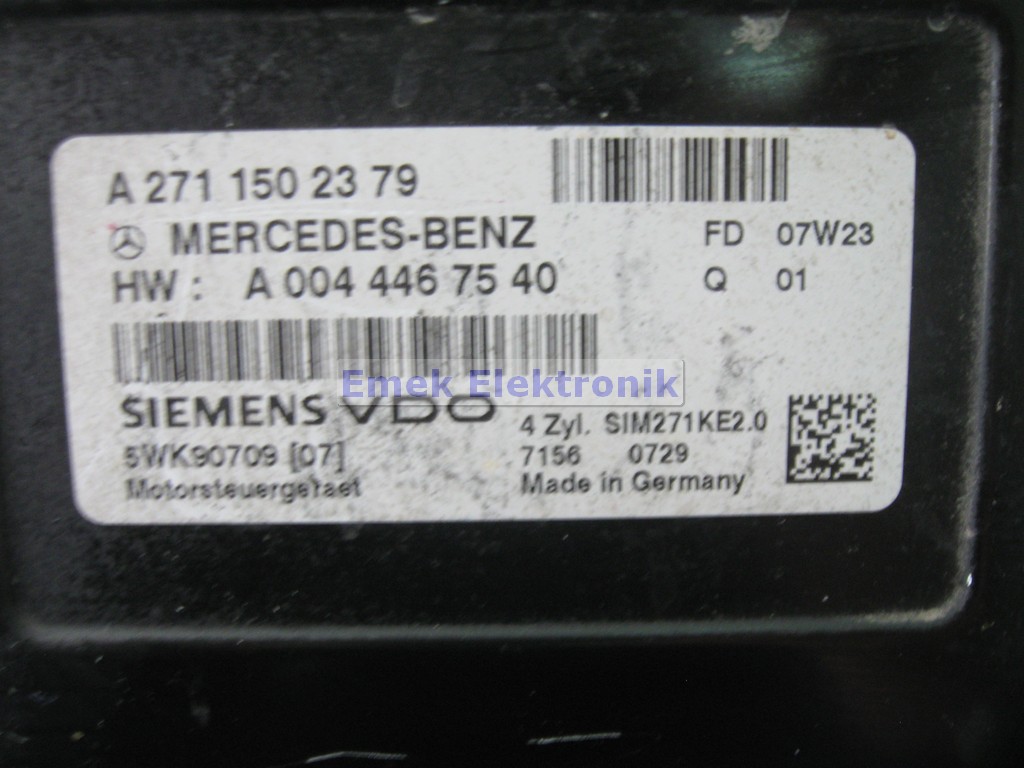 A 271 150 23 79
MERCEDES-BENZ FD 07W23
HW : A 004 446 75 40 Q 01
Emek Elektronik
SIEMENS VDO 4 Zyl. SIM271KE2.0
5WK90709 [07] 7156 0729
Motorsteuergeraet Made in Germany